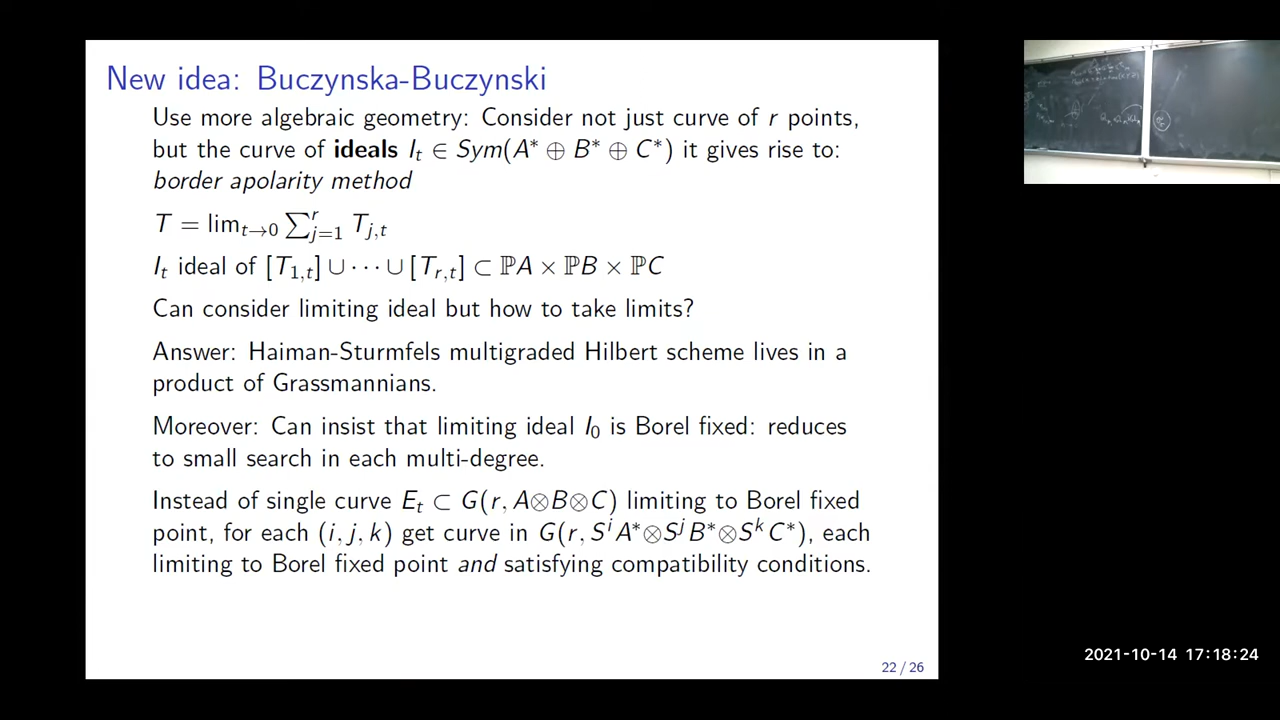 New idea: Buczynska-Buczynski
Use more algebraic geometry: Consider not just curve of r points,
but the curve of ideals I_t ∈ Sym(A* ⊕ B* ⊕ C*) it gives rise to:
border apolarity method
T = lim_{t→0} ∑_{j=1}^r T_{j,t}
I_t ideal of [T_{1,t}] ∪ ⋯ ∪ [T_{r,t}] ⊂ ℙA × ℙB × ℙC
Can consider limiting ideal but how to take limits?
Answer: Haiman-Sturmfels multigraded Hilbert scheme lives in a
product of Grassmannians.
Moreover: Can insist that limiting ideal I_0 is Borel fixed: reduces
to small search in each multi-degree.
Instead of single curve E_t ⊂ G(r, A⊗B⊗C) limiting to Borel fixed
point, for each (i, j, k) get curve in G(r, S^iA*⊗S^jB*⊗S^kC*), each
limiting to Borel fixed point and satisfying compatibility conditions.
22 / 26
2021-10-14 17:18:24